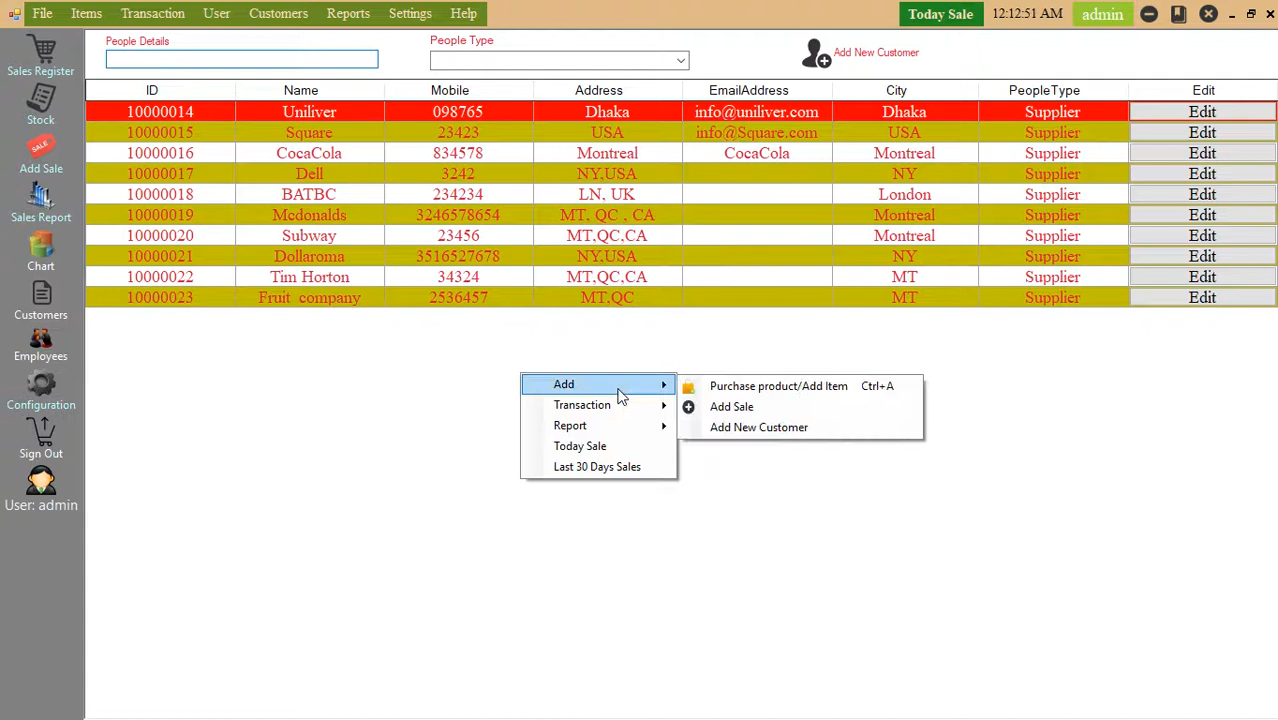 File Items Transaction User Customers Reports Settings Help Today Sale 12:12:51 AM admin
Sales Register
Stock
SALE
Add Sale
Sales Report
Chart
Customers
Employees
Configuration
Sign Out
User: admin
People Details
People Type
Add New Customer
ID Name Mobile Address EmailAddress City PeopleType Edit
10000014 Uniliver 098765 Dhaka info@uniliver.com Dhaka Supplier Edit
10000015 Square 23423 USA info@Square.com USA Supplier Edit
10000016 CocaCola 834578 Montreal CocaCola Montreal Supplier Edit
10000017 Dell 3242 NY,USA NY Supplier Edit
10000018 BATBC 234234 LN, UK London Supplier Edit
10000019 Mcdonalds 3246578654 MT, QC , CA Montreal Supplier Edit
10000020 Subway 23456 MT,QC,CA Montreal Supplier Edit
10000021 Dollaroma 3516527678 NY,USA NY Supplier Edit
10000022 Tim Horton 34324 MT,QC,CA MT Supplier Edit
10000023 Fruit company 2536457 MT,QC MT Supplier Edit
Add
Transaction
Report
Today Sale
Last 30 Days Sales
Purchase product/Add Item Ctrl+A
Add Sale
Add New Customer